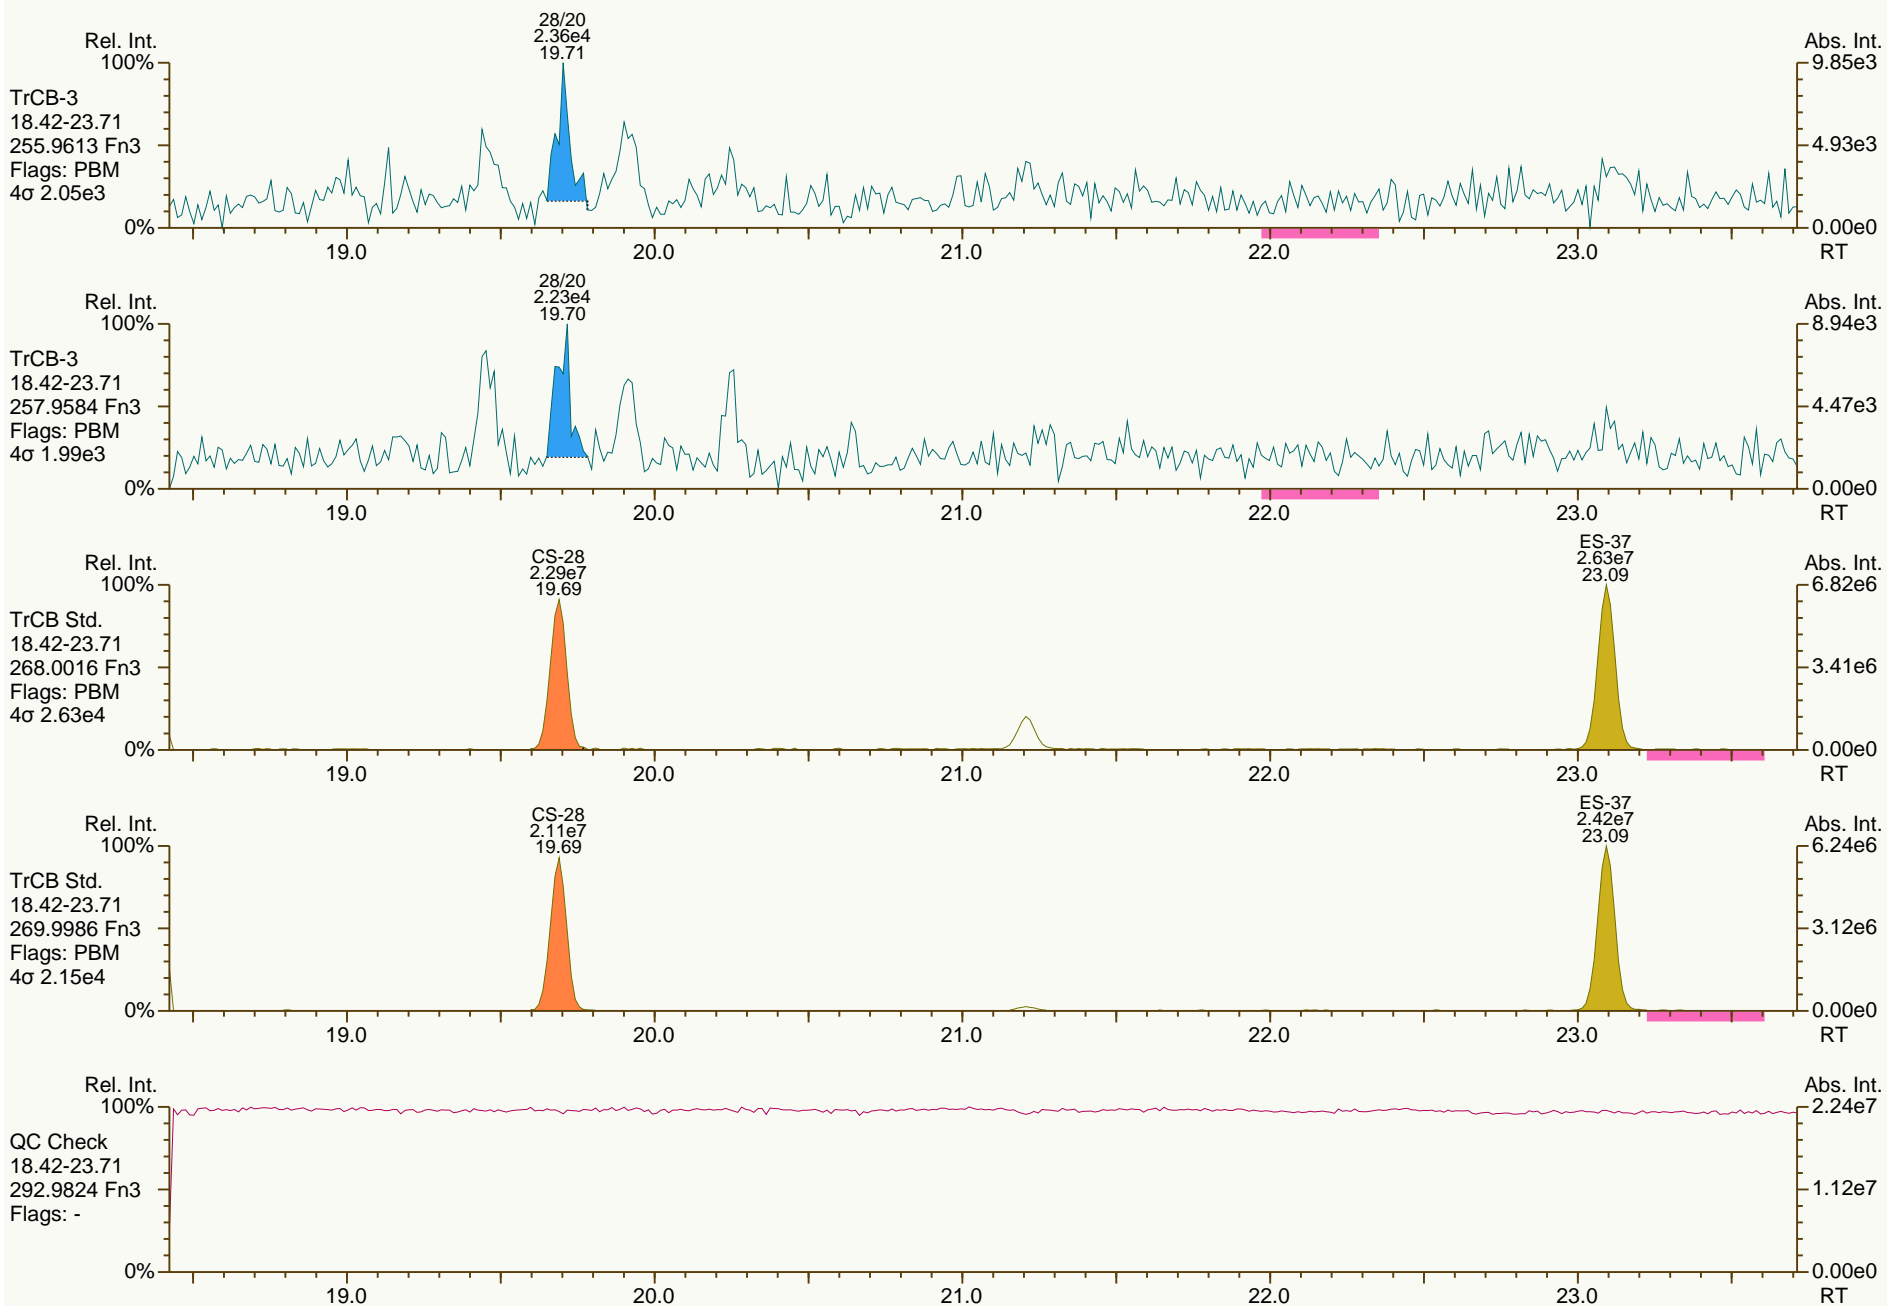 28/20
2.36e4
19.71
Rel. Int.
Abs. Int.
100%
9.85e3
TrCB-3
18.42-23.71
255.9613 Fn3
4.93e3
Flags: PBM
4σ 2.05e3
0%
0.00e0
19.0 20.0 21.0 22.0 23.0 RT
28/20
2.23e4
19.70
Rel. Int.
Abs. Int.
100%
8.94e3
TrCB-3
18.42-23.71
257.9584 Fn3
4.47e3
Flags: PBM
4σ 1.99e3
0%
0.00e0
19.0 20.0 21.0 22.0 23.0 RT
CS-28
2.29e7
19.69
ES-37
2.63e7
23.09
Rel. Int.
Abs. Int.
100%
6.82e6
TrCB Std.
18.42-23.71
268.0016 Fn3
3.41e6
Flags: PBM
4σ 2.63e4
0%
0.00e0
19.0 20.0 21.0 22.0 23.0 RT
CS-28
2.11e7
19.69
ES-37
2.42e7
23.09
Rel. Int.
Abs. Int.
100%
6.24e6
TrCB Std.
18.42-23.71
269.9986 Fn3
3.12e6
Flags: PBM
4σ 2.15e4
0%
0.00e0
19.0 20.0 21.0 22.0 23.0 RT
Rel. Int.
Abs. Int.
100%
2.24e7
QC Check
18.42-23.71
292.9824 Fn3
1.12e7
Flags: -
0%
0.00e0
19.0 20.0 21.0 22.0 23.0 RT